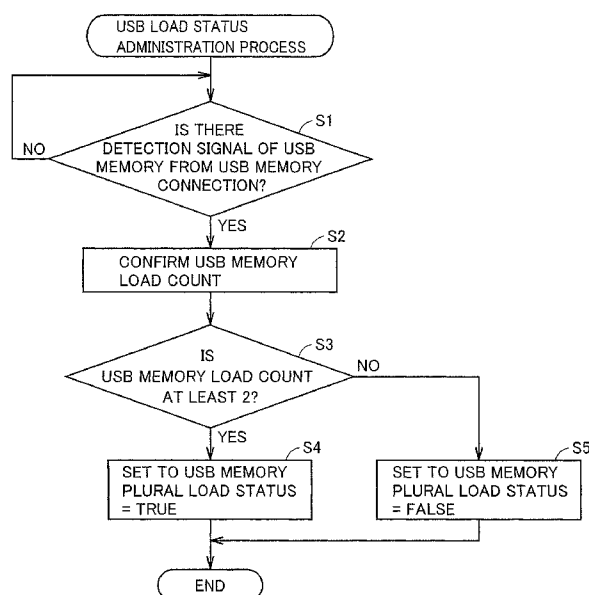 USB LOAD STATUS
ADMINISTRATION PROCESS
S1
IS THERE
DETECTION SIGNAL OF USB
MEMORY FROM USB MEMORY
CONNECTION?
NO
YES
S2
CONFIRM USB MEMORY
LOAD COUNT
S3
IS
USB MEMORY LOAD COUNT
AT LEAST 2?
NO
YES
S4
SET TO USB MEMORY
PLURAL LOAD STATUS
= TRUE
S5
SET TO USB MEMORY
PLURAL LOAD STATUS
= FALSE
END